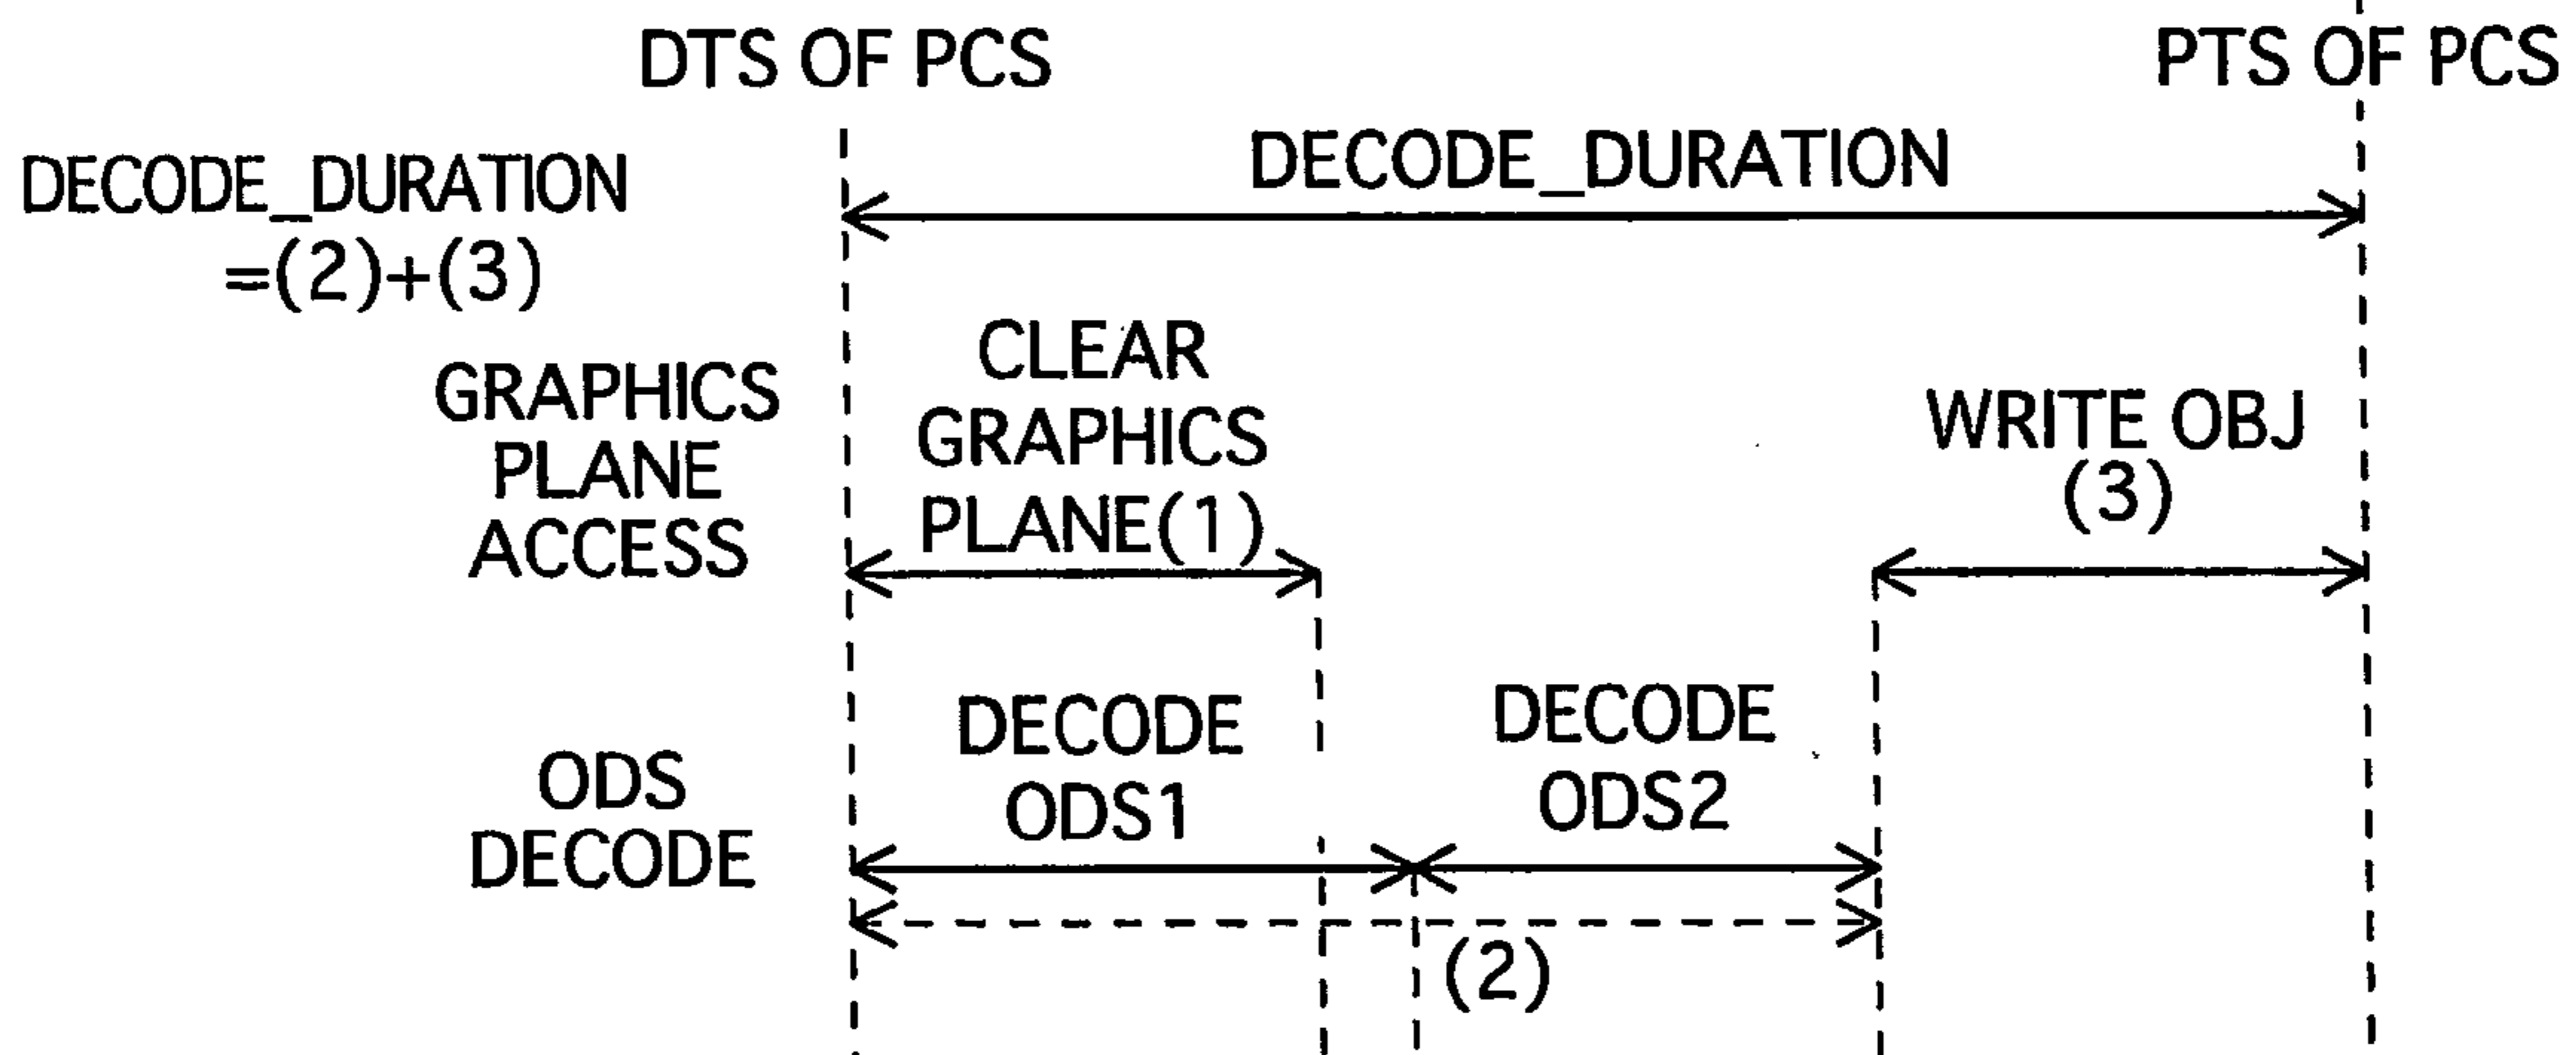 DTS OF PCS
PTS OF PCS
DECODE_DURATION
=(2)+(3)
DECODE_DURATION
GRAPHICS
PLANE
ACCESS
CLEAR
GRAPHICS
PLANE(1)
WRITE OBJ
(3)
ODS
DECODE
DECODE
ODS1
DECODE
ODS2
(2)